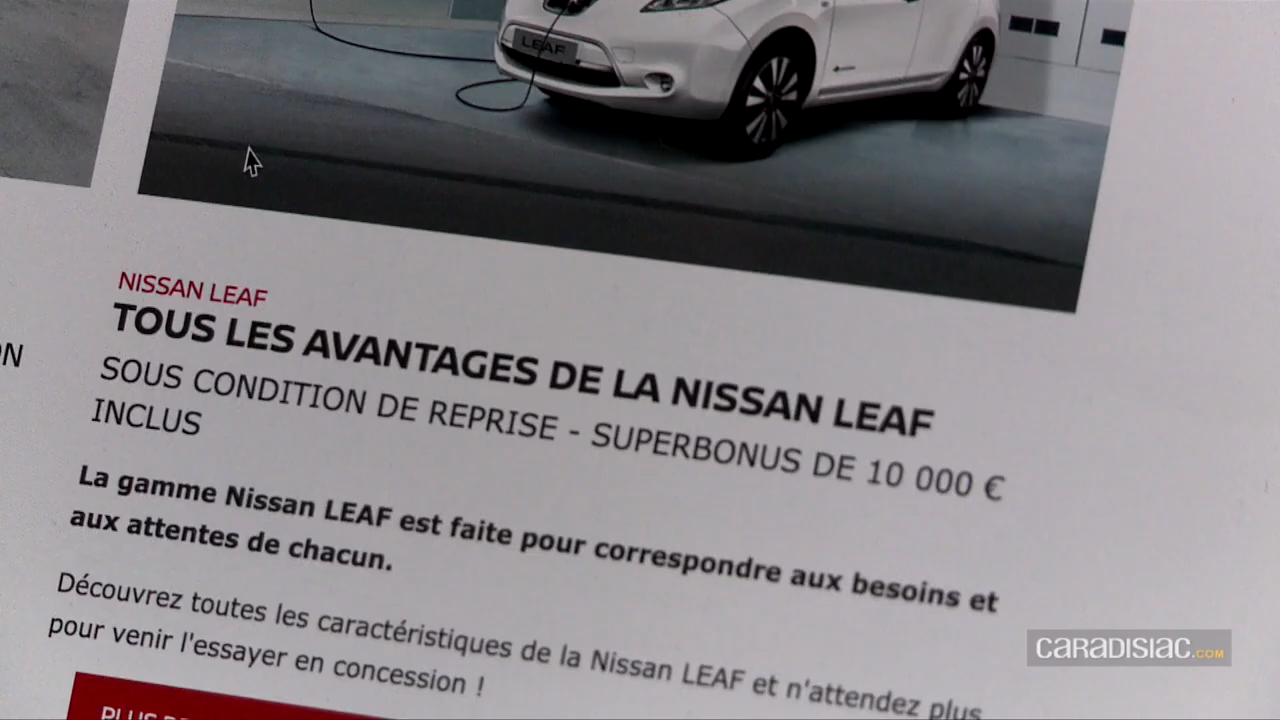 LEAF
NISSAN LEAF
TOUS LES AVANTAGES DE LA NISSAN LEAF
SOUS CONDITION DE REPRISE - SUPERBONUS DE 10 000 €
INCLUS
La gamme Nissan LEAF est faite pour correspondre aux besoins et
aux attentes de chacun.
Découvrez toutes les caractéristiques de la Nissan LEAF et n'attendez plus
pour venir l'essayer en concession !
PLUS
CARADISIAC.COM